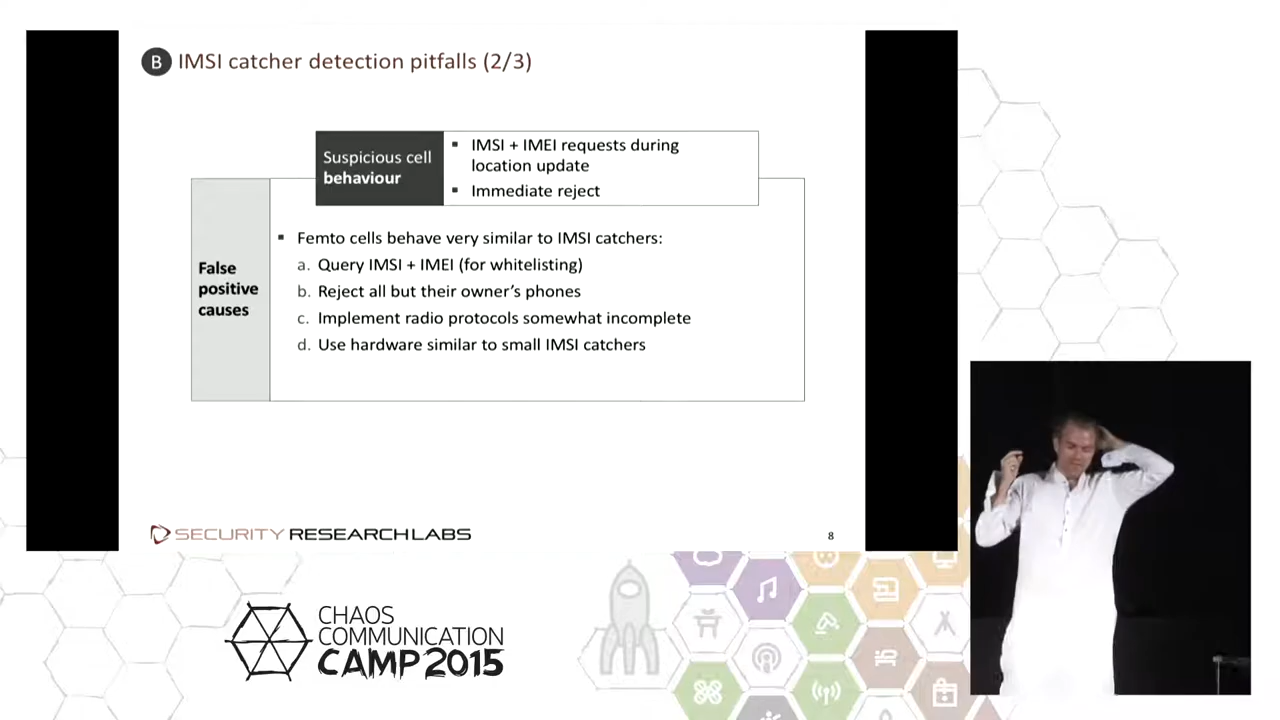 B IMSI catcher detection pitfalls (2/3)
Suspicious cell
behaviour
▪ IMSI + IMEI requests during
location update
▪ Immediate reject
False
positive
causes
▪ Femto cells behave very similar to IMSI catchers:
a. Query IMSI + IMEI (for whitelisting)
b. Reject all but their owner's phones
c. Implement radio protocols somewhat incomplete
d. Use hardware similar to small IMSI catchers
SECURITY RESEARCH LABS
8
CHAOS
COMMUNICATION
CAMP 2015